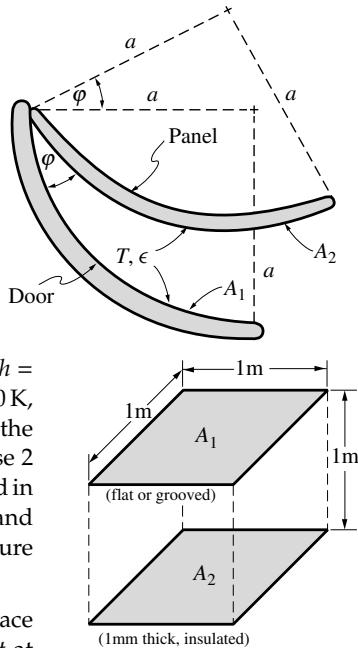 a
φ
a
a
φ
Panel
T, ϵ
A₂
a
A₁
Door
h =
0 K,
the
se 2
d in
and
ure
ace
1m
1m
A₁
1m
(flat or grooved)
A₂
(1mm thick, insulated)